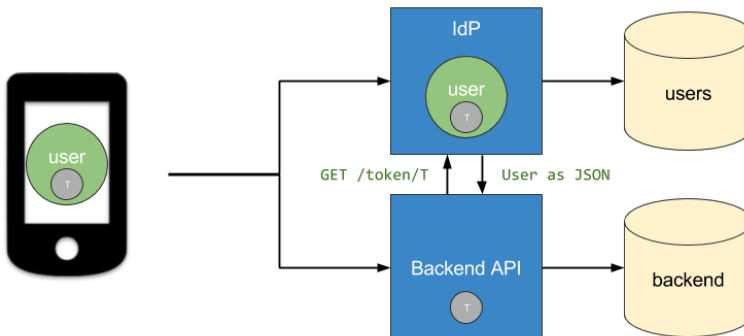 IdP
user
T
users
user
T
GET /token/T
User as JSON
Backend API
T
backend